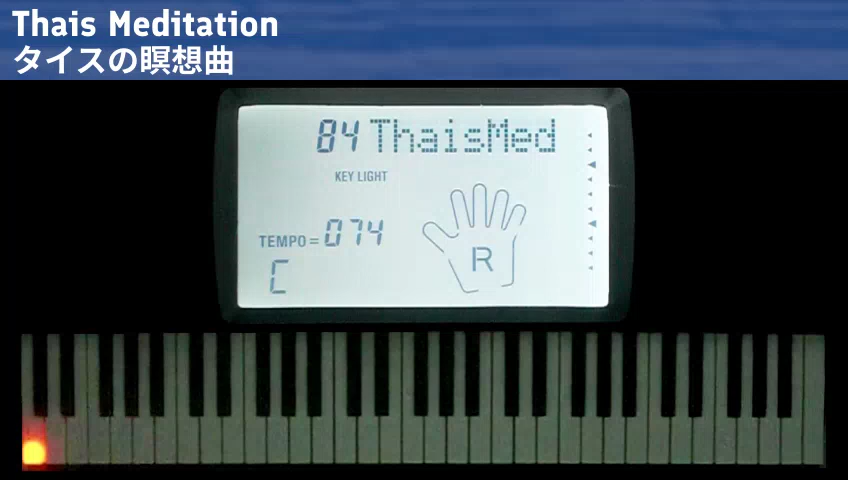 Thais Meditation
タイスの瞑想曲
84 ThaisMed
KEY LIGHT
TEMPO = 074
R
C